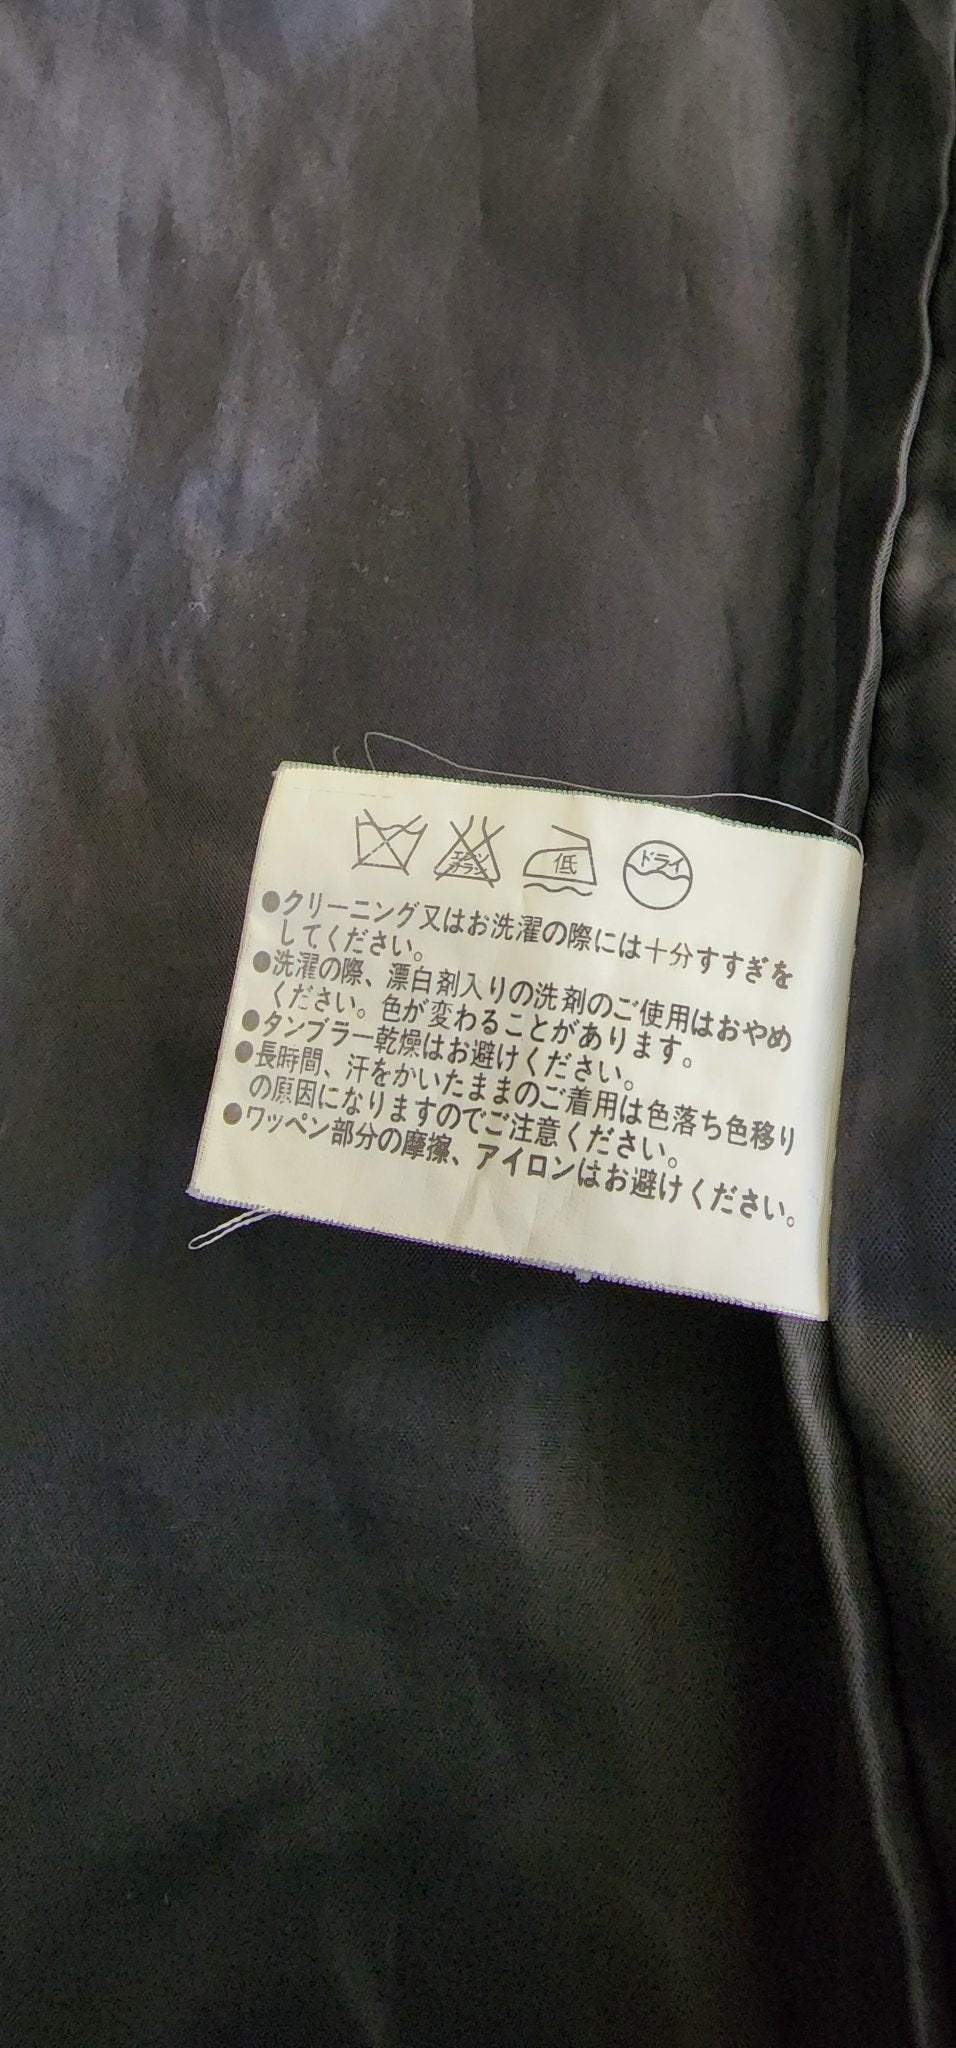 エンソ
サラシ
低
ドライ
●クリーニング又はお洗濯の際には十分すすぎを
してください。
●洗濯の際、漂白剤入りの洗剤のご使用はおやめ
ください。色が変わることがあります。
●タンブラー乾燥はお避けください。
●長時間、汗をかいたままのご着用は色落ち色移り
の原因になりますのでご注意ください。
●ワッペン部分の摩擦、アイロンはお避けください。